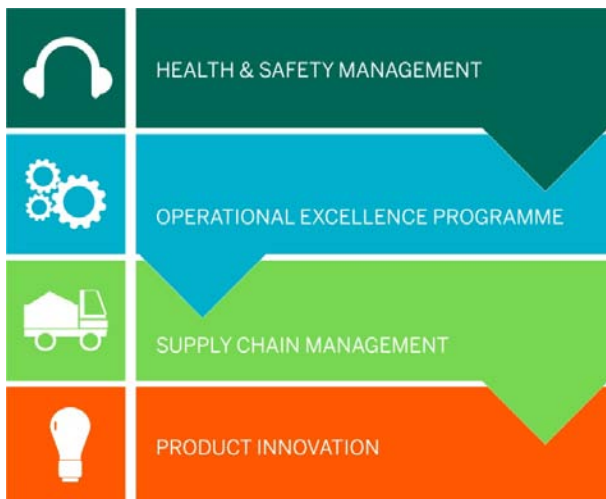 HEALTH & SAFETY MANAGEMENT
OPERATIONAL EXCELLENCE PROGRAMME
SUPPLY CHAIN MANAGEMENT
PRODUCT INNOVATION